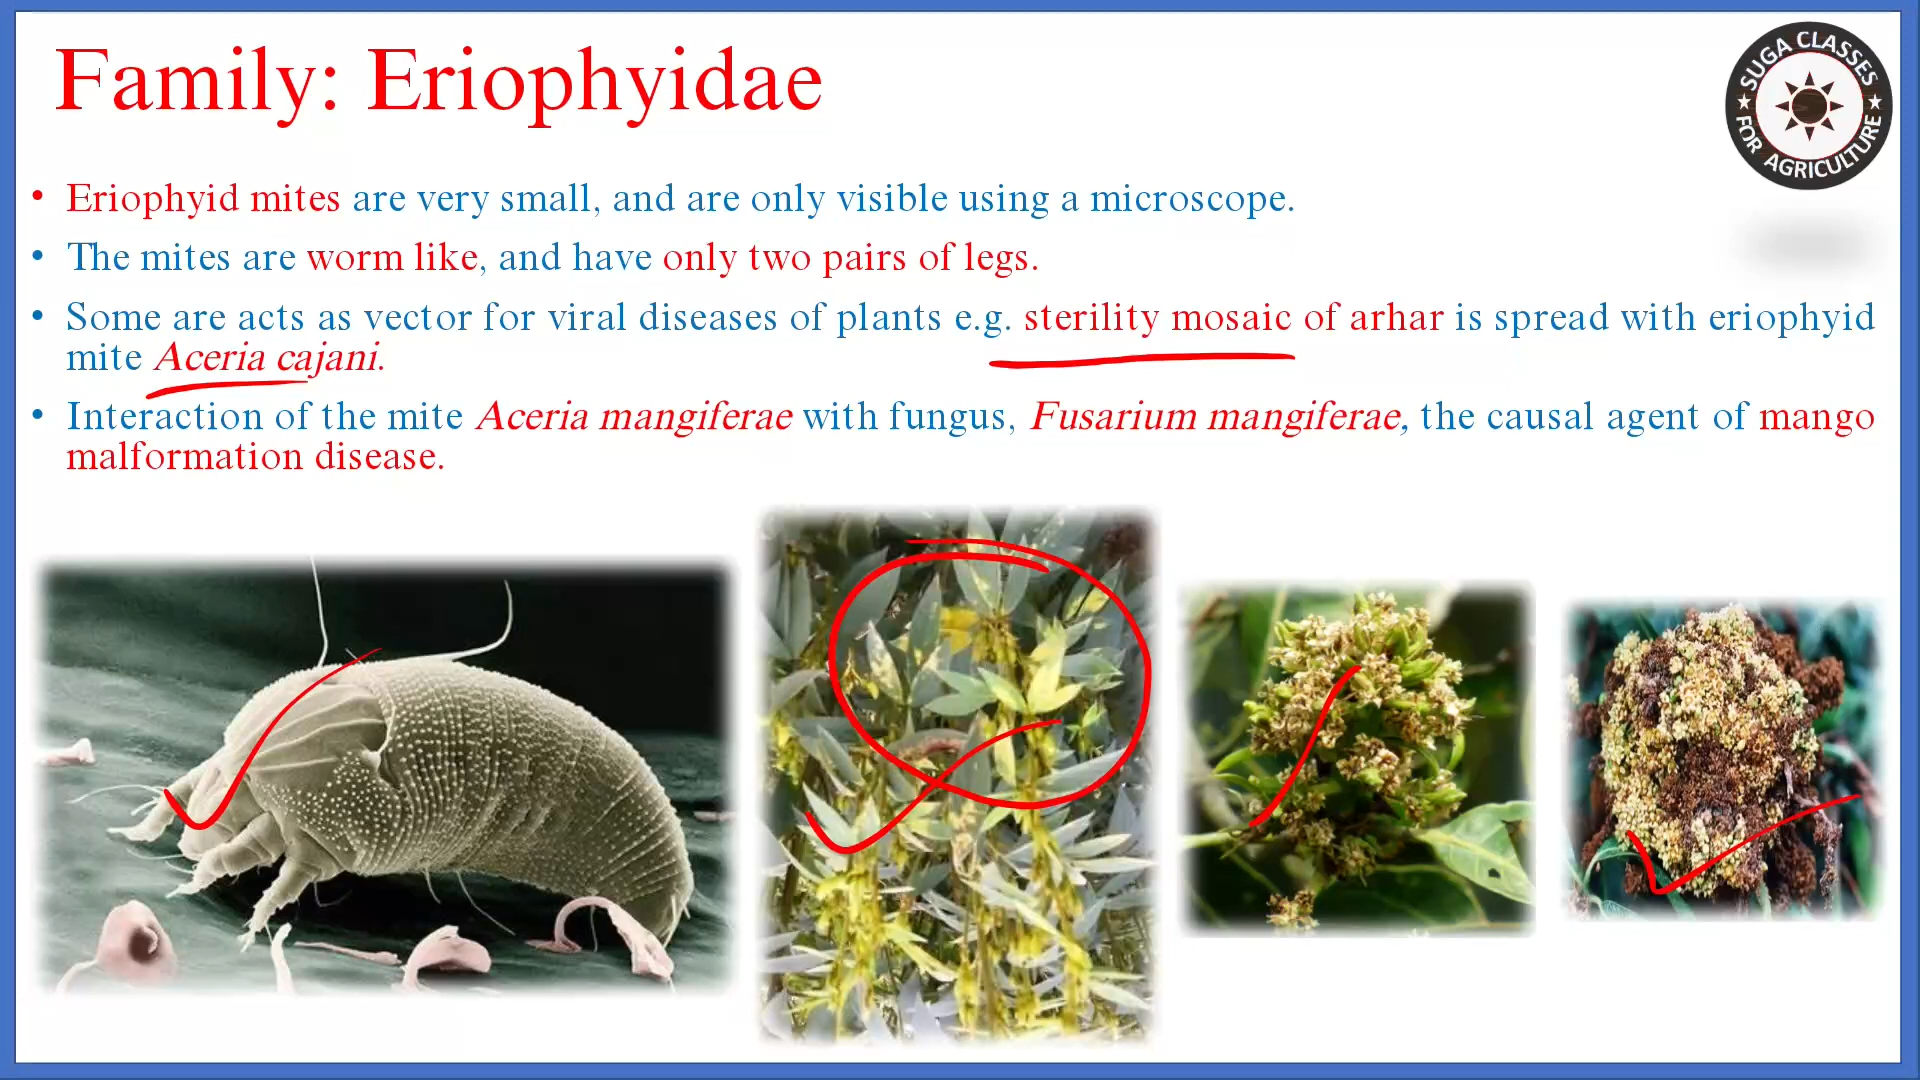 Family: Eriophyidae
SUGA CLASSES
FOR AGRICULTURE
• Eriophyid mites are very small, and are only visible using a microscope.
• The mites are worm like, and have only two pairs of legs.
• Some are acts as vector for viral diseases of plants e.g. sterility mosaic of arhar is spread with eriophyid
mite Aceria cajani.
• Interaction of the mite Aceria mangiferae with fungus, Fusarium mangiferae, the causal agent of mango
malformation disease.